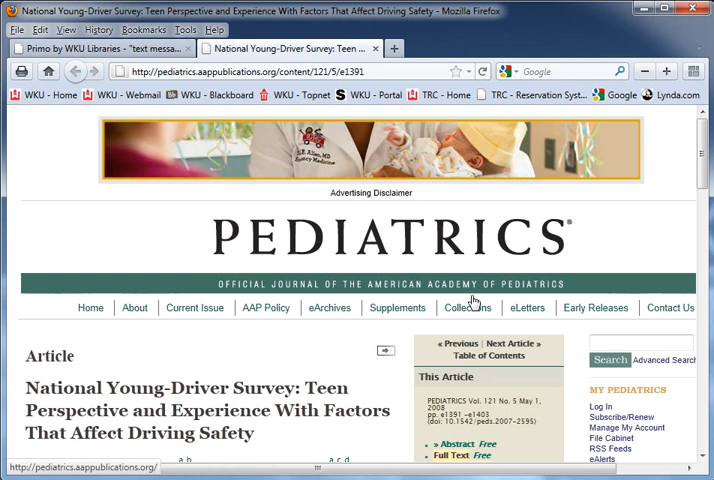 National Young-Driver Survey: Teen Perspective and Experience With Factors That Affect Driving Safety - Mozilla Firefox
File Edit View History Bookmarks Tools Help
Primo by WKU Libraries - "text messa...
National Young-Driver Survey: Teen ...
http://pediatrics.aappublications.org/content/121/5/e1391
Google
WKU - Home WKU - Webmail WKU - Blackboard WKU - Topnet WKU - Portal TRC - Home TRC - Reservation Syst... Google Lynda.com
Advertising Disclaimer
PEDIATRICS®
OFFICIAL JOURNAL OF THE AMERICAN ACADEMY OF PEDIATRICS
Home About Current Issue AAP Policy eArchives Supplements Collections eLetters Early Releases Contact Us
Article
National Young-Driver Survey: Teen
Perspective and Experience With Factors
That Affect Driving Safety
a b a c d
« Previous | Next Article »
Table of Contents
This Article
PEDIATRICS Vol. 121 No. 5 May 1,
2008
pp. e1391 -e1403
(doi: 10.1542/peds.2007-2595)
» Abstract Free
Full Text Free
Search Advanced Search
MY PEDIATRICS
Log In
Subscribe/Renew
Manage My Account
File Cabinet
RSS Feeds
eAlerts
http://pediatrics.aappublications.org/